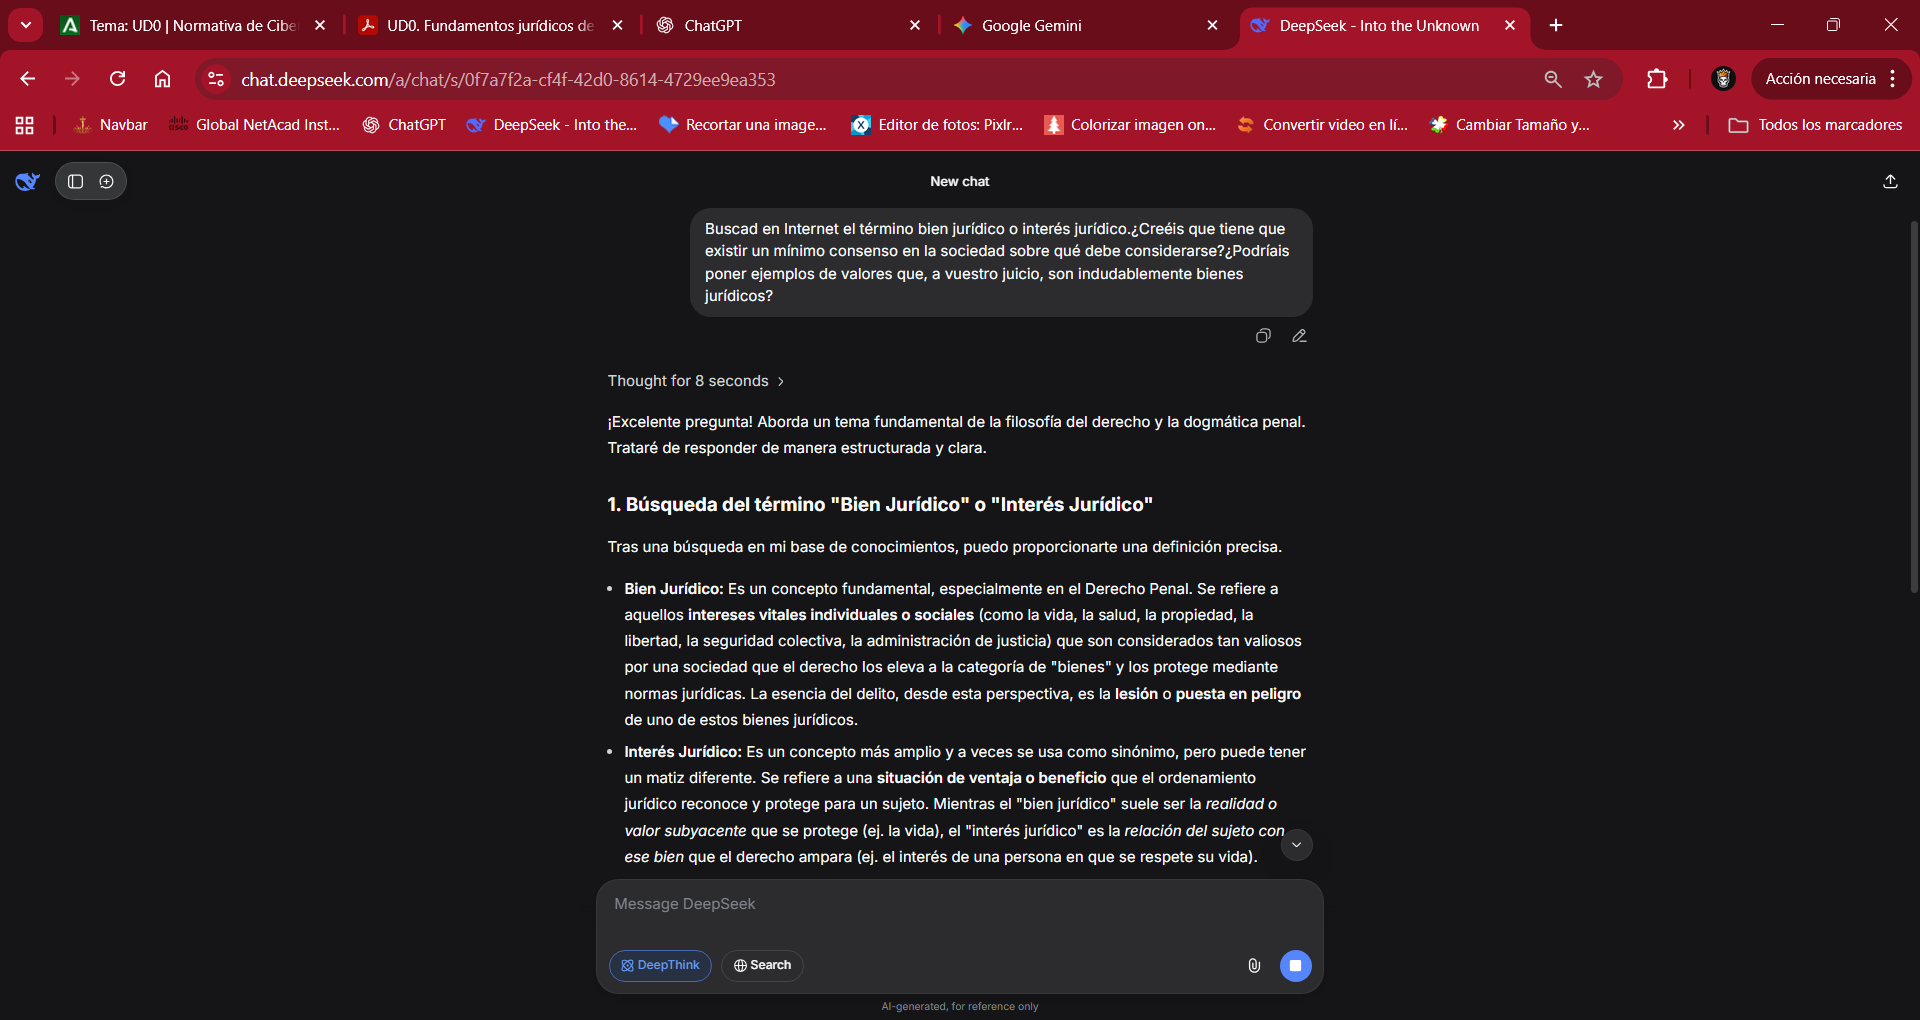 Tema: UD0 | Normativa de Cibe
UD0. Fundamentos jurídicos de
ChatGPT
Google Gemini
DeepSeek - Into the Unknown
chat.deepseek.com/a/chat/s/0f7a7f2a-cf4f-42d0-8614-4729ee9ea353
Acción necesaria
Navbar
Global NetAcad Inst...
ChatGPT
DeepSeek - Into the...
Recortar una image...
Editor de fotos: Pixlr...
Colorizar imagen on...
Convertir video en lí...
Cambiar Tamaño y...
Todos los marcadores
New chat
Buscad en Internet el término bien jurídico o interés jurídico.¿Creéis que tiene que
existir un mínimo consenso en la sociedad sobre qué debe considerarse?¿Podríais
poner ejemplos de valores que, a vuestro juicio, son indudablemente bienes
jurídicos?
Thought for 8 seconds
¡Excelente pregunta! Aborda un tema fundamental de la filosofía del derecho y la dogmática penal.
Trataré de responder de manera estructurada y clara.
1. Búsqueda del término "Bien Jurídico" o "Interés Jurídico"
Tras una búsqueda en mi base de conocimientos, puedo proporcionarte una definición precisa.
• Bien Jurídico: Es un concepto fundamental, especialmente en el Derecho Penal. Se refiere a
aquellos intereses vitales individuales o sociales (como la vida, la salud, la propiedad, la
libertad, la seguridad colectiva, la administración de justicia) que son considerados tan valiosos
por una sociedad que el derecho los eleva a la categoría de "bienes" y los protege mediante
normas jurídicas. La esencia del delito, desde esta perspectiva, es la lesión o puesta en peligro
de uno de estos bienes jurídicos.
• Interés Jurídico: Es un concepto más amplio y a veces se usa como sinónimo, pero puede tener
un matiz diferente. Se refiere a una situación de ventaja o beneficio que el ordenamiento
jurídico reconoce y protege para un sujeto. Mientras el "bien jurídico" suele ser la realidad o
valor subyacente que se protege (ej. la vida), el "interés jurídico" es la relación del sujeto con
ese bien que el derecho ampara (ej. el interés de una persona en que se respete su vida).
Message DeepSeek
DeepThink
Search
AI-generated, for reference only